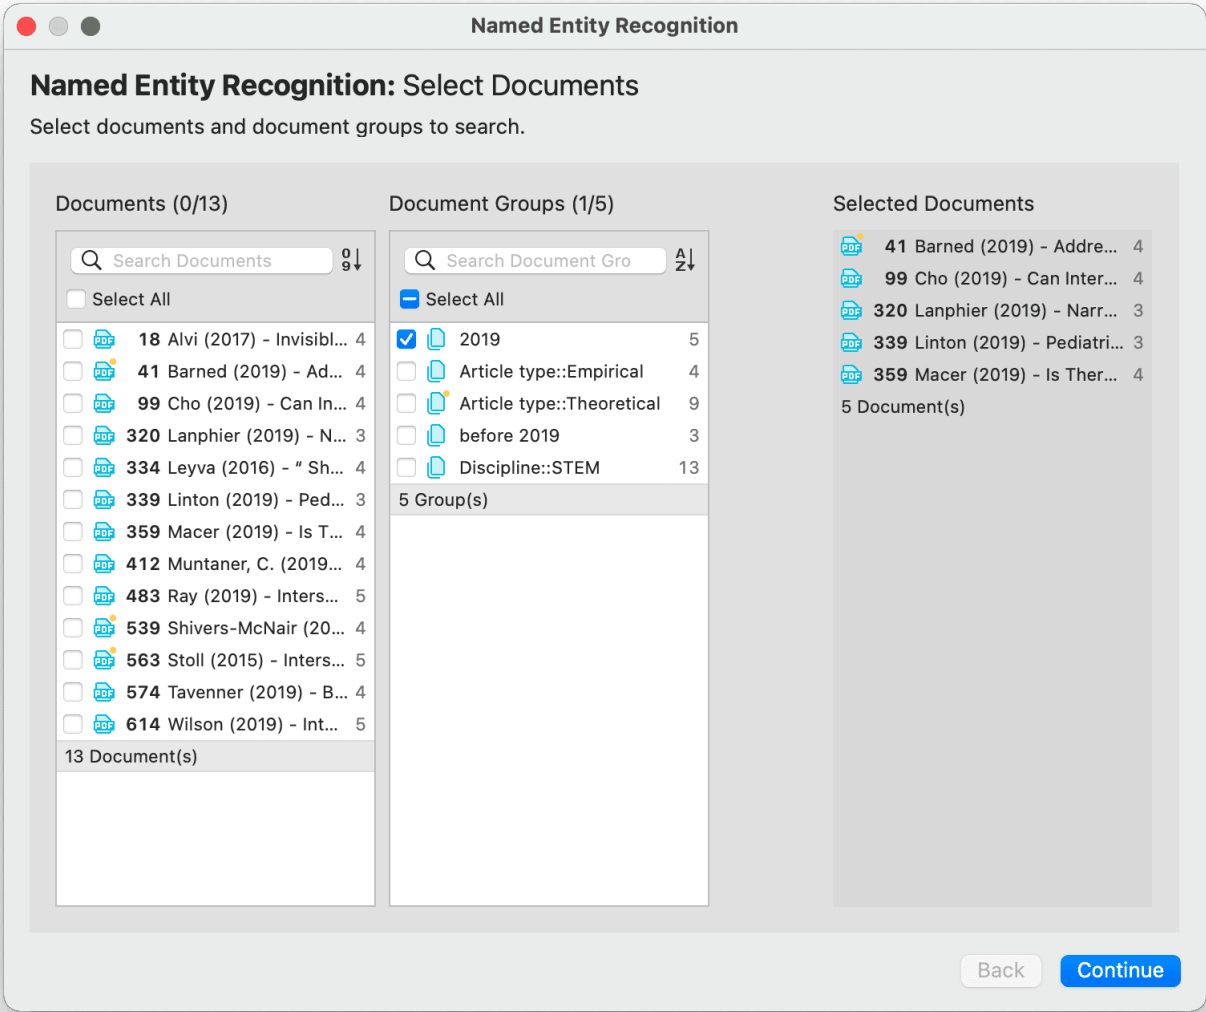 Named Entity Recognition
Named Entity Recognition: Select Documents
Select documents and document groups to search.
Documents (0/13)
Search Documents
Select All
18 Alvi (2017) - Invisibl... 4
41 Barned (2019) - Ad... 4
99 Cho (2019) - Can In... 4
320 Lanphier (2019) - N... 3
334 Leyva (2016) - “ Sh... 4
339 Linton (2019) - Ped... 3
359 Macer (2019) - Is T... 4
412 Muntaner, C. (2019... 4
483 Ray (2019) - Inters... 5
539 Shivers-McNair (20... 4
563 Stoll (2015) - Inters... 5
574 Tavenner (2019) - B... 4
614 Wilson (2019) - Int... 5
13 Document(s)
Document Groups (1/5)
Search Document Gro
Select All
2019 5
Article type::Empirical 4
Article type::Theoretical 9
before 2019 3
Discipline::STEM 13
5 Group(s)
Selected Documents
41 Barned (2019) - Addre... 4
99 Cho (2019) - Can Inter... 4
320 Lanphier (2019) - Narr... 3
339 Linton (2019) - Pediatri... 3
359 Macer (2019) - Is Ther... 4
5 Document(s)
Back
Continue